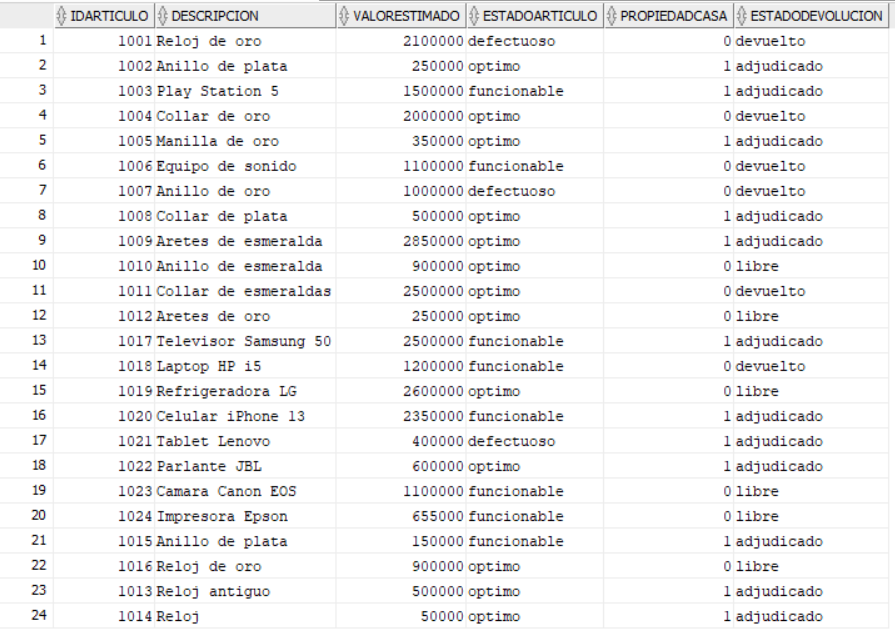 IDARTICULO DESCRIPCION VALORESTIMADO ESTADOARTICULO PROPIEDADCASA ESTADODEVOLUCION
1 1001 Reloj de oro 2100000 defectuoso 0 devuelto
2 1002 Anillo de plata 250000 optimo 1 adjudicado
3 1003 Play Station 5 1500000 funcionable 1 adjudicado
4 1004 Collar de oro 2000000 optimo 0 devuelto
5 1005 Manilla de oro 350000 optimo 1 adjudicado
6 1006 Equipo de sonido 1100000 funcionable 0 devuelto
7 1007 Anillo de oro 1000000 defectuoso 0 devuelto
8 1008 Collar de plata 500000 optimo 1 adjudicado
9 1009 Aretes de esmeralda 2850000 optimo 1 adjudicado
10 1010 Anillo de esmeralda 900000 optimo 0 libre
11 1011 Collar de esmeraldas 2500000 optimo 0 devuelto
12 1012 Aretes de oro 250000 optimo 0 libre
13 1017 Televisor Samsung 50 2500000 funcionable 1 adjudicado
14 1018 Laptop HP i5 1200000 funcionable 0 devuelto
15 1019 Refrigeradora LG 2600000 optimo 0 libre
16 1020 Celular iPhone 13 2350000 funcionable 1 adjudicado
17 1021 Tablet Lenovo 400000 defectuoso 1 adjudicado
18 1022 Parlante JBL 600000 optimo 1 adjudicado
19 1023 Camara Canon EOS 1100000 funcionable 0 libre
20 1024 Impresora Epson 655000 funcionable 0 libre
21 1015 Anillo de plata 150000 funcionable 1 adjudicado
22 1016 Reloj de oro 900000 optimo 0 libre
23 1013 Reloj antiguo 500000 optimo 1 adjudicado
24 1014 Reloj 50000 optimo 1 adjudicado